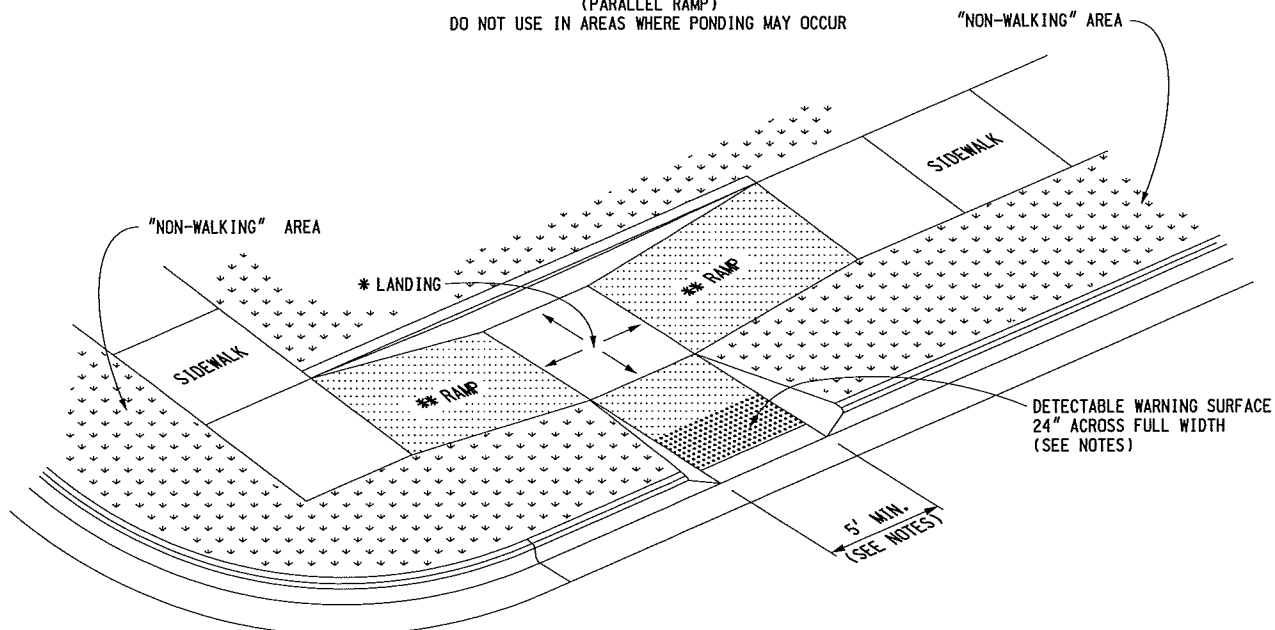 (PARALLEL RAMP)
DO NOT USE IN AREAS WHERE PONDING MAY OCCUR
"NON-WALKING" AREA
SIDEWALK
"NON-WALKING" AREA
* LANDING
** RAMP
SIDEWALK
** RAMP
DETECTABLE WARNING SURFACE
24" ACROSS FULL WIDTH
(SEE NOTES)
5' MIN.
(SEE NOTES)